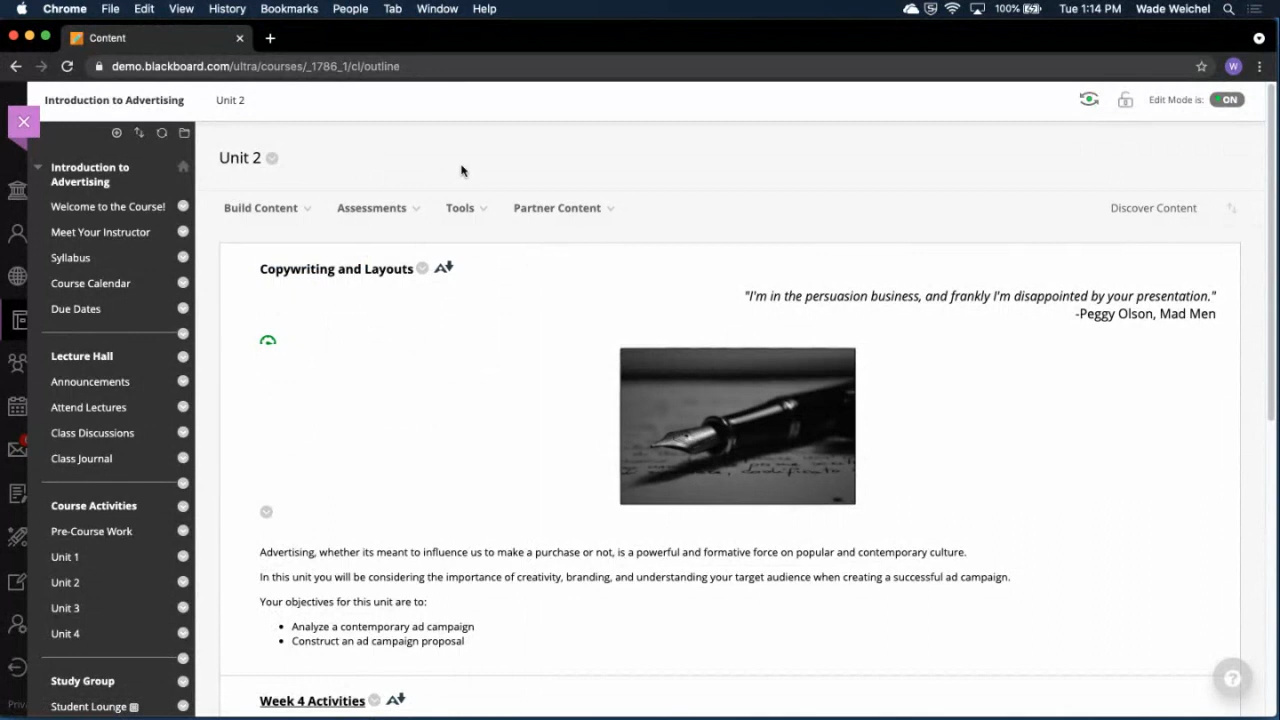 Chrome File Edit View History Bookmarks People Tab Window Help 100% Tue 1:14 PM Wade Weichel
Content
demo.blackboard.com/ultra/courses/_1786_1/cl/outline W
Introduction to Advertising Unit 2 Edit Mode is: ON
Unit 2
Build Content Assessments Tools Partner Content Discover Content
Introduction to
Advertising
Welcome to the Course!
Meet Your Instructor
Syllabus
Course Calendar
Due Dates
Lecture Hall
Announcements
Attend Lectures
Class Discussions
Class Journal
Course Activities
Pre-Course Work
Unit 1
Unit 2
Unit 3
Unit 4
Study Group
Student Lounge
Copywriting and Layouts
"I'm in the persuasion business, and frankly I'm disappointed by your presentation."
-Peggy Olson, Mad Men
Advertising, whether its meant to influence us to make a purchase or not, is a powerful and formative force on popular and contemporary culture.
In this unit you will be considering the importance of creativity, branding, and understanding your target audience when creating a successful ad campaign.
Your objectives for this unit are to:
• Analyze a contemporary ad campaign
• Construct an ad campaign proposal
Week 4 Activities